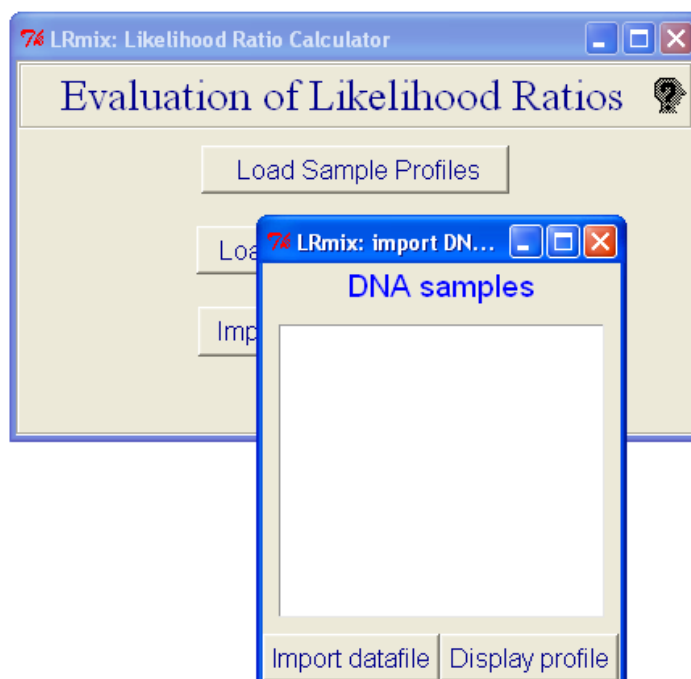 LRmix: Likelihood Ratio Calculator
Evaluation of Likelihood Ratios
Load Sample Profiles
LRmix: import DN...
DNA samples
Import datafile Display profile